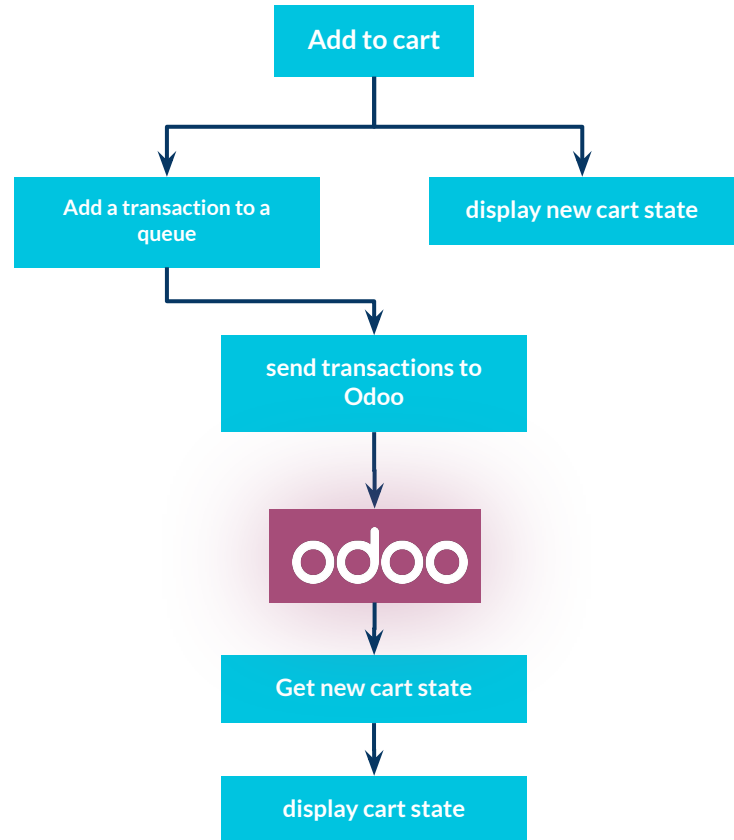 Add to cart
Add a transaction to a
queue
display new cart state
send transactions to
Odoo
odoo
Get new cart state
display cart state